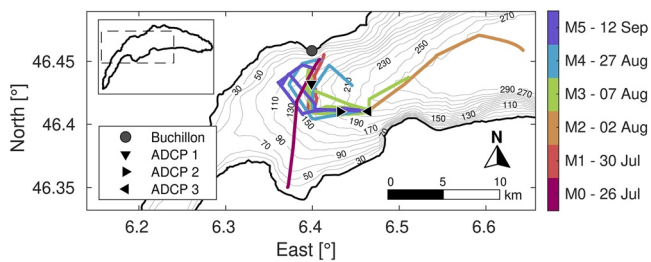 270
46.45
46.4
46.35
North [°]
30
50
230
250
210
110
130
150
190
170
70
90
290 270
110
150
130
70
90
30
50
Buchillon
ADCP 1
ADCP 2
ADCP 3
N
0 5 10
km
6.2 6.3 6.4 6.5 6.6
East [°]
M5 - 12 Sep
M4 - 27 Aug
M3 - 07 Aug
M2 - 02 Aug
M1 - 30 Jul
M0 - 26 Jul